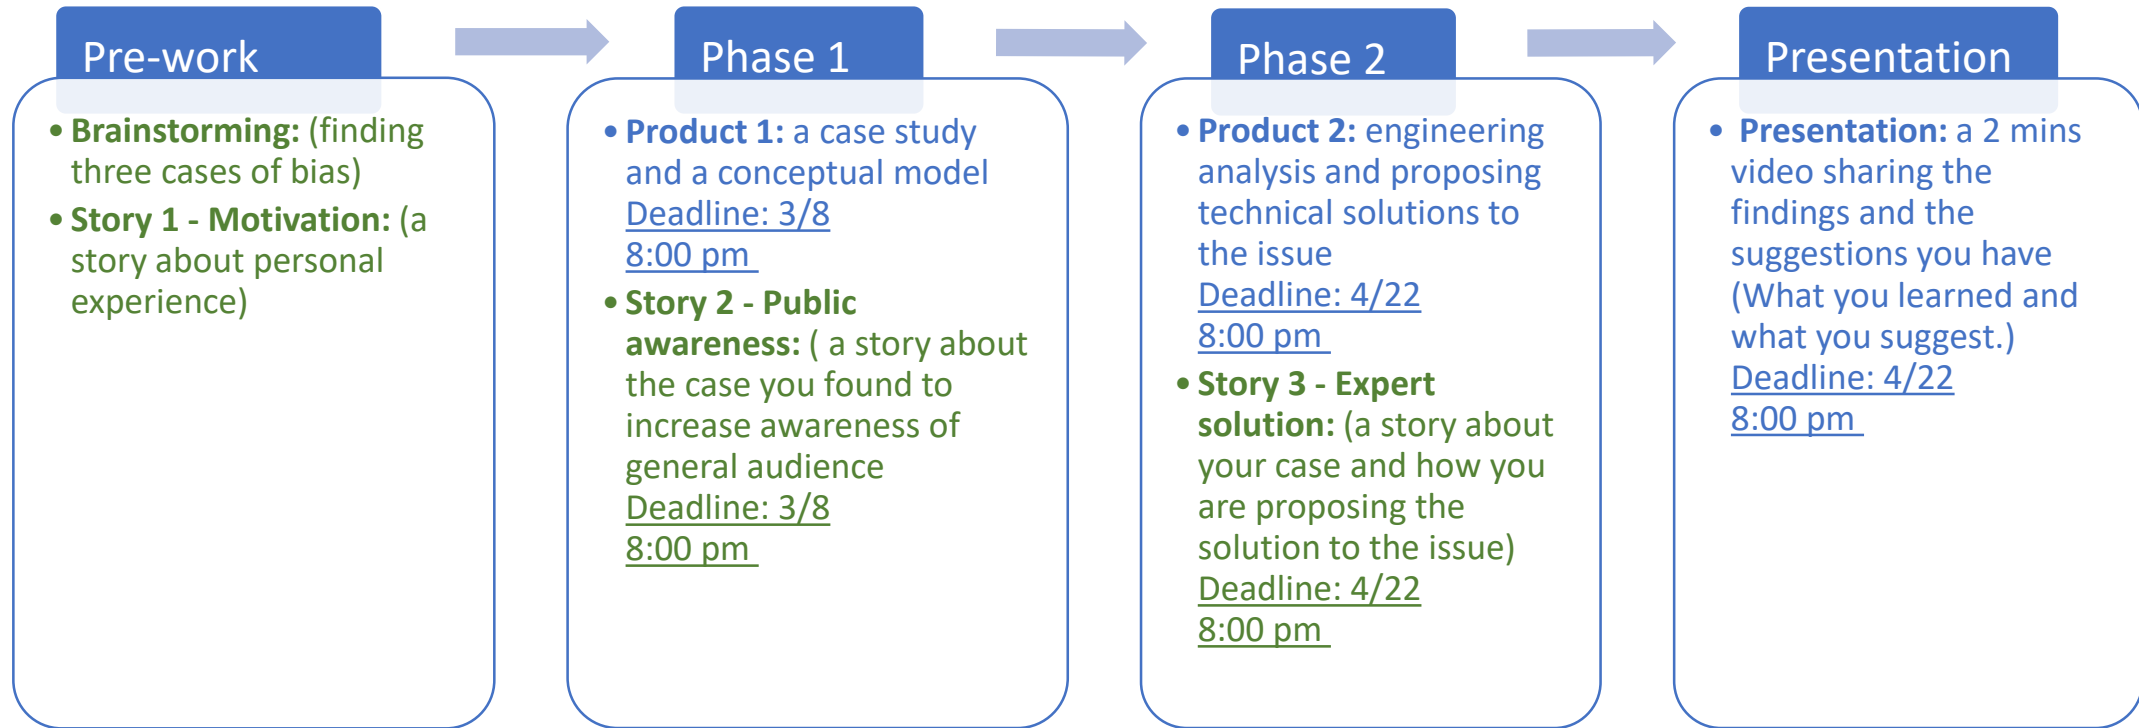 Pre-work
• Brainstorming: (finding
three cases of bias)
• Story 1 - Motivation: (a
story about personal
experience)
Phase 1
• Product 1: a case study
and a conceptual model
Deadline: 3/8
8:00 pm
• Story 2 - Public
awareness: ( a story about
the case you found to
increase awareness of
general audience
Deadline: 3/8
8:00 pm
Phase 2
• Product 2: engineering
analysis and proposing
technical solutions to
the issue
Deadline: 4/22
8:00 pm
• Story 3 - Expert
solution: (a story about
your case and how you
are proposing the
solution to the issue)
Deadline: 4/22
8:00 pm
Presentation
• Presentation: a 2 mins
video sharing the
findings and the
suggestions you have
(What you learned and
what you suggest.)
Deadline: 4/22
8:00 pm